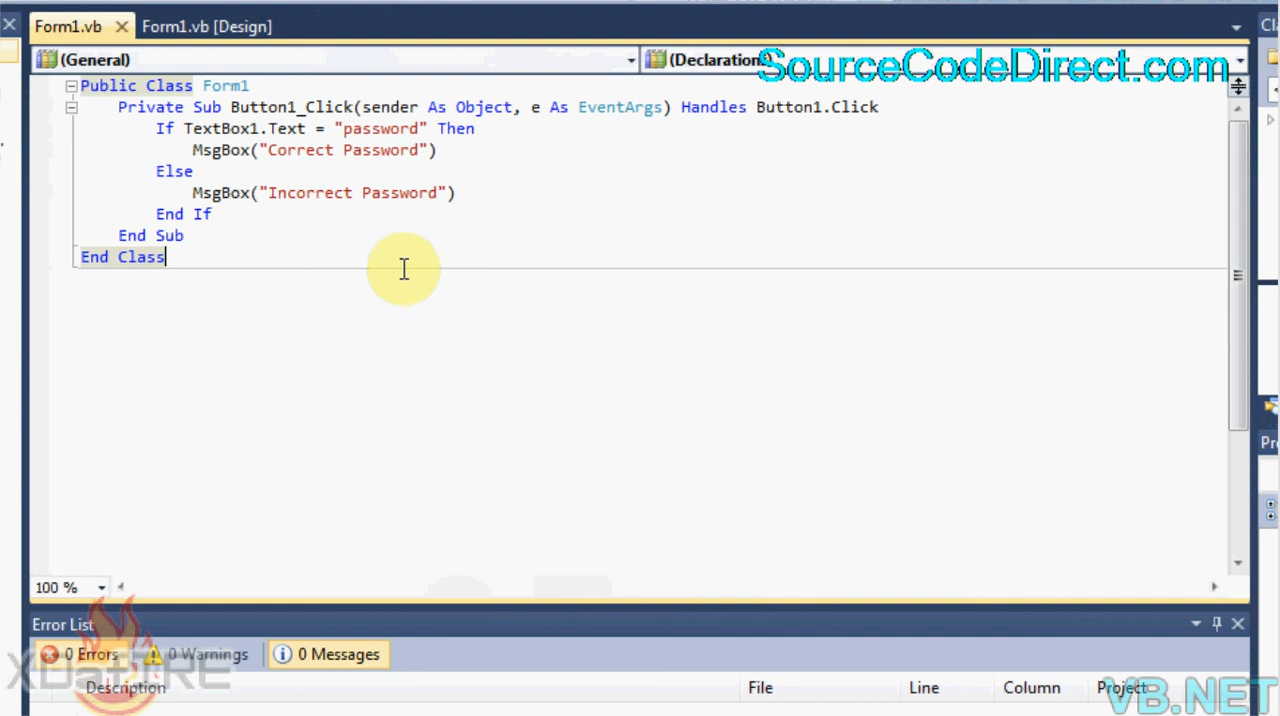 Form1.vb
Form1.vb [Design]
(General)
(Declarations
SourceCodeDirect.com
Public Class Form1
Private Sub Button1_Click(sender As Object, e As EventArgs) Handles Button1.Click
If TextBox1.Text = "password" Then
MsgBox("Correct Password")
Else
MsgBox("Incorrect Password")
End If
End Sub
End Class
100 %
Error List
0 Errors
0 Warnings
0 Messages
Description
File
Line
Column
Project
VB.NET